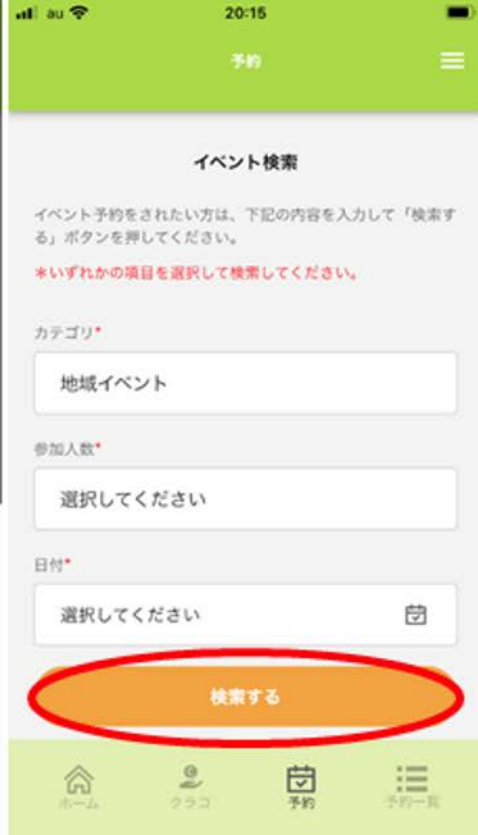 au 20:15
予約
イベント検索
イベント予約をされたい方は、下記の内容を入力して「検索す
る」ボタンを押してください。
*いずれかの項目を選択して検索してください。
カテゴリ*
地域イベント
参加人数*
選択してください
日付*
選択してください
検索する
ホーム クラコ 予約 予約一覧